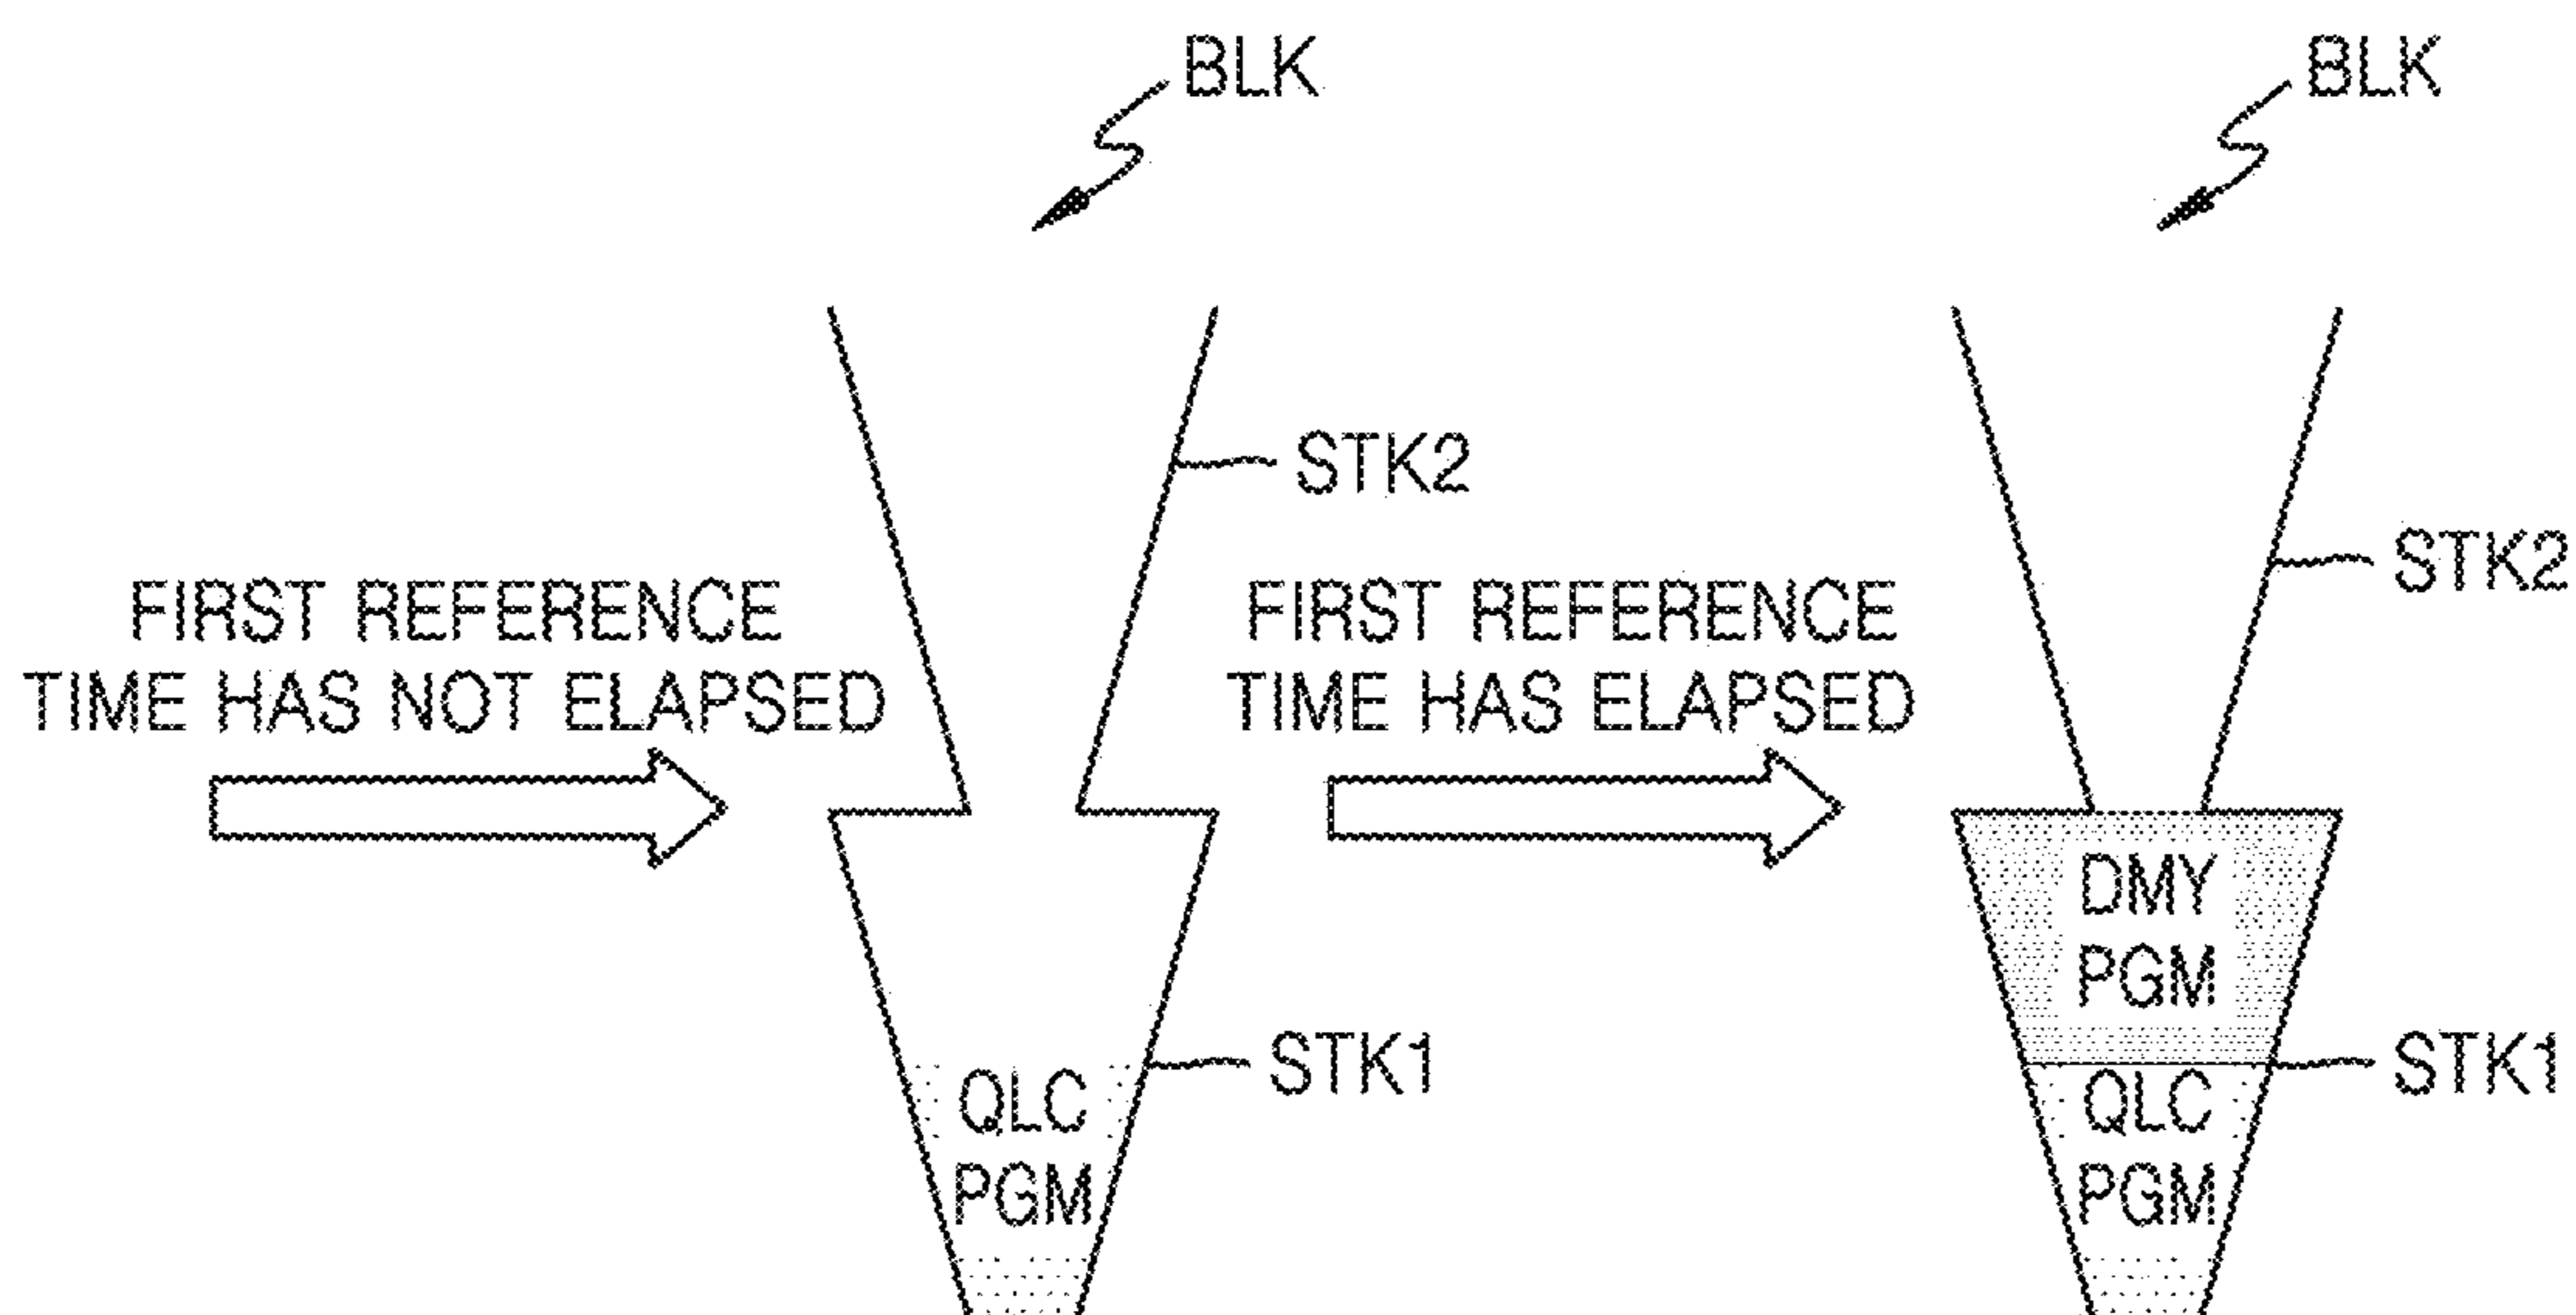 BLK
BLK
STK2
STK2
FIRST REFERENCE
TIME HAS NOT ELAPSED
FIRST REFERENCE
TIME HAS ELAPSED
DMY
PGM
STK1
QLC
PGM
STK1
QLC
PGM